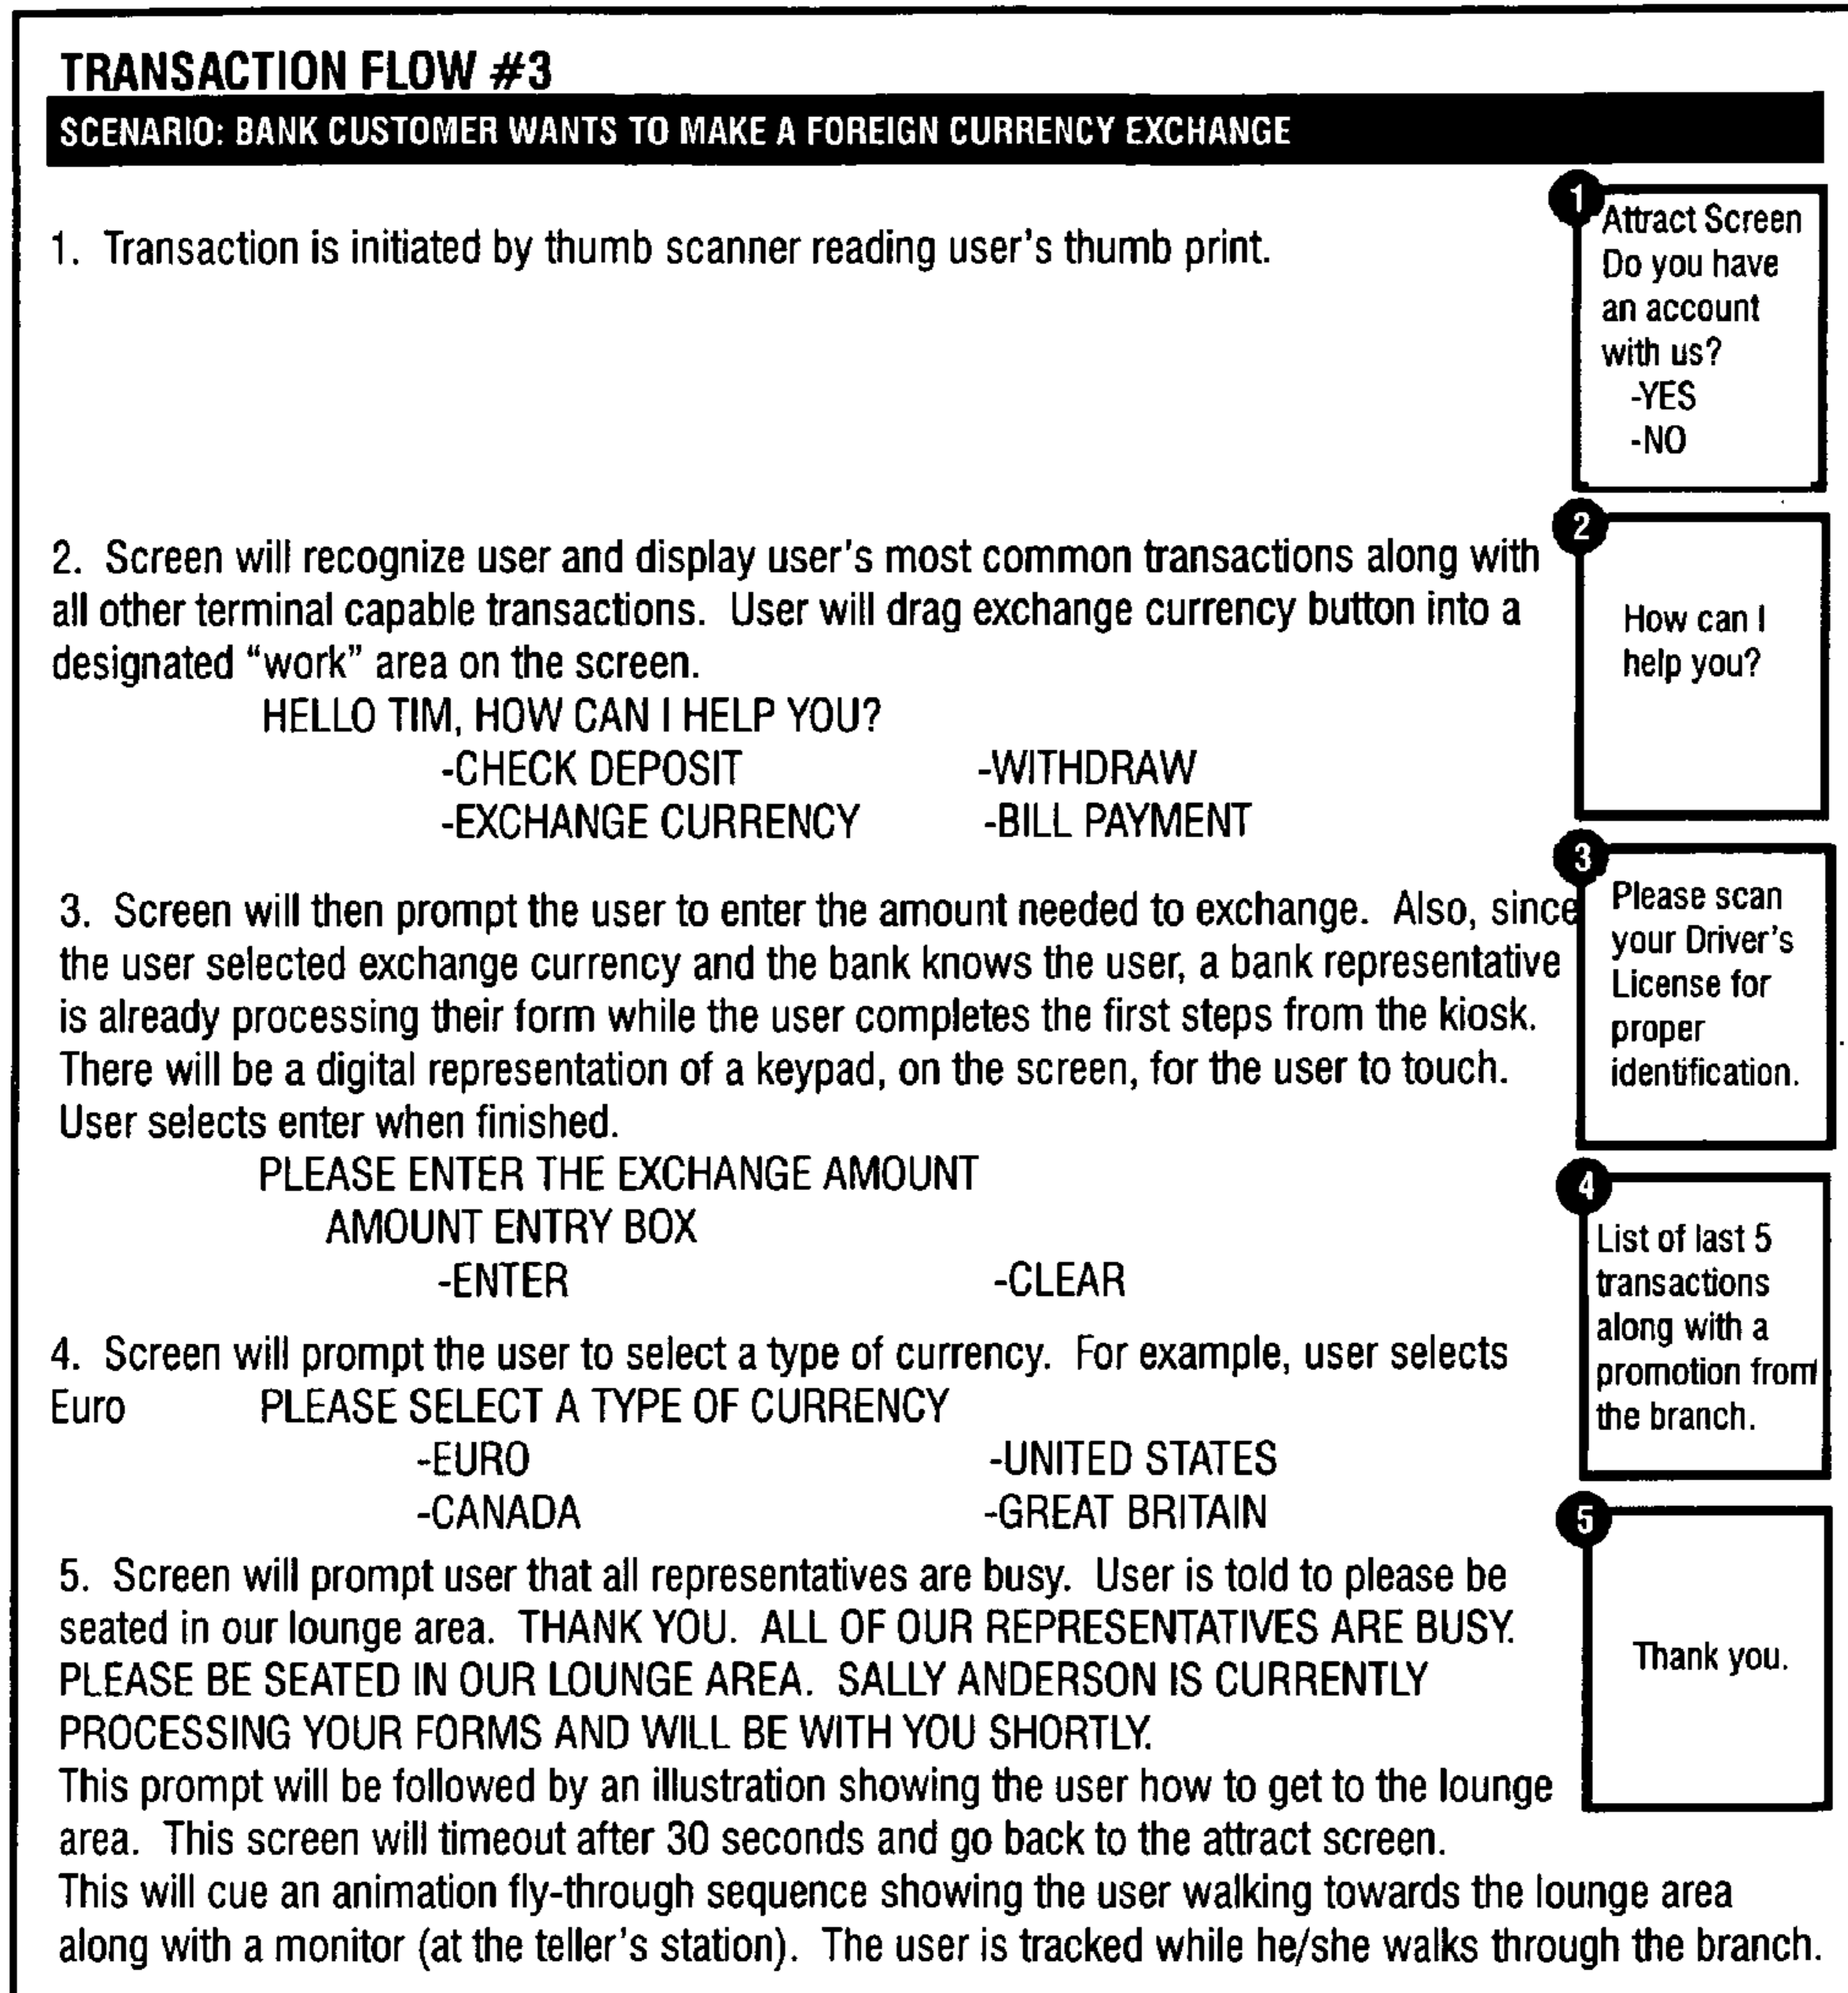 TRANSACTION FLOW #3
SCENARIO: BANK CUSTOMER WANTS TO MAKE A FOREIGN CURRENCY EXCHANGE
1. Transaction is initiated by thumb scanner reading user's thumb print.
1
Attract Screen
Do you have
an account
with us?
-YES
-NO
2. Screen will recognize user and display user's most common transactions along with
all other terminal capable transactions. User will drag exchange currency button into a
designated “work” area on the screen.
HELLO TIM, HOW CAN I HELP YOU?
-CHECK DEPOSIT -WITHDRAW
-EXCHANGE CURRENCY -BILL PAYMENT
2
How can I
help you?
3. Screen will then prompt the user to enter the amount needed to exchange. Also, since
the user selected exchange currency and the bank knows the user, a bank representative
is already processing their form while the user completes the first steps from the kiosk.
There will be a digital representation of a keypad, on the screen, for the user to touch.
User selects enter when finished.
PLEASE ENTER THE EXCHANGE AMOUNT
AMOUNT ENTRY BOX
-ENTER -CLEAR
3
Please scan
your Driver's
License for
proper
identification.
4. Screen will prompt the user to select a type of currency. For example, user selects
Euro PLEASE SELECT A TYPE OF CURRENCY
-EURO -UNITED STATES
-CANADA -GREAT BRITAIN
4
List of last 5
transactions
along with a
promotion from
the branch.
5. Screen will prompt user that all representatives are busy. User is told to please be
seated in our lounge area. THANK YOU. ALL OF OUR REPRESENTATIVES ARE BUSY.
PLEASE BE SEATED IN OUR LOUNGE AREA. SALLY ANDERSON IS CURRENTLY
PROCESSING YOUR FORMS AND WILL BE WITH YOU SHORTLY.
This prompt will be followed by an illustration showing the user how to get to the lounge
area. This screen will timeout after 30 seconds and go back to the attract screen.
This will cue an animation fly-through sequence showing the user walking towards the lounge area
along with a monitor (at the teller's station). The user is tracked while he/she walks through the branch.
5
Thank you.